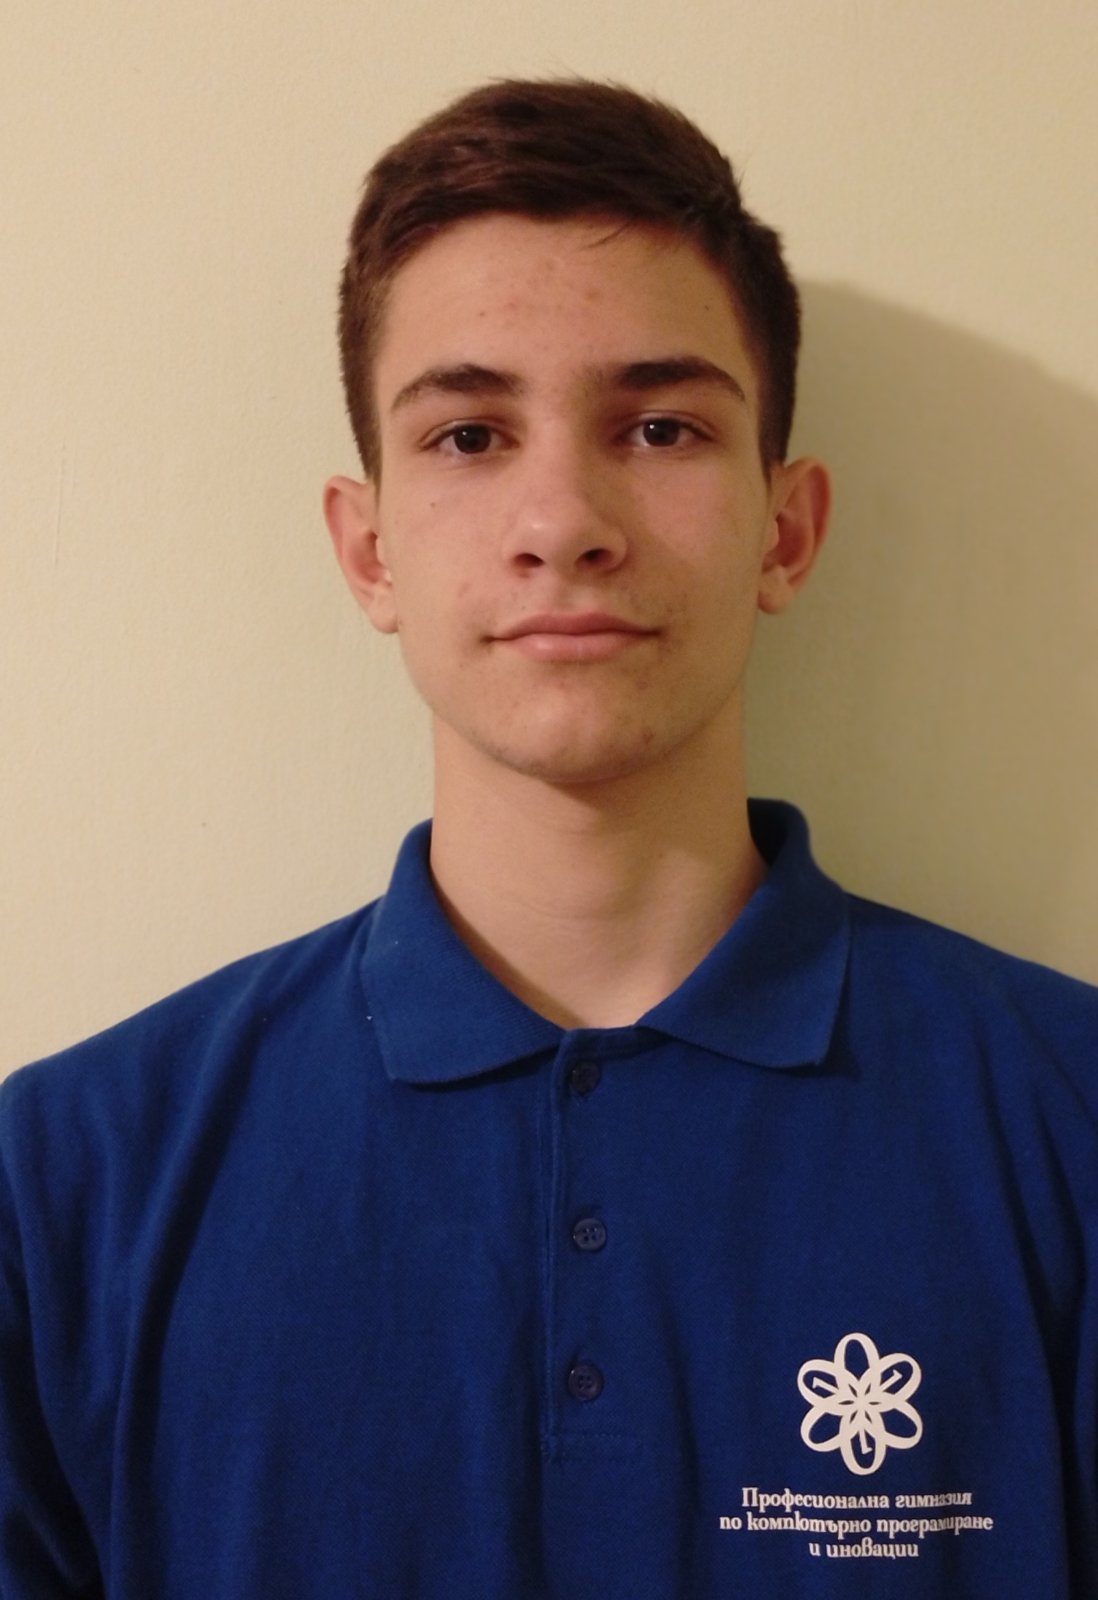 Професионална гимназия
по компютърно програмиране
и иновации